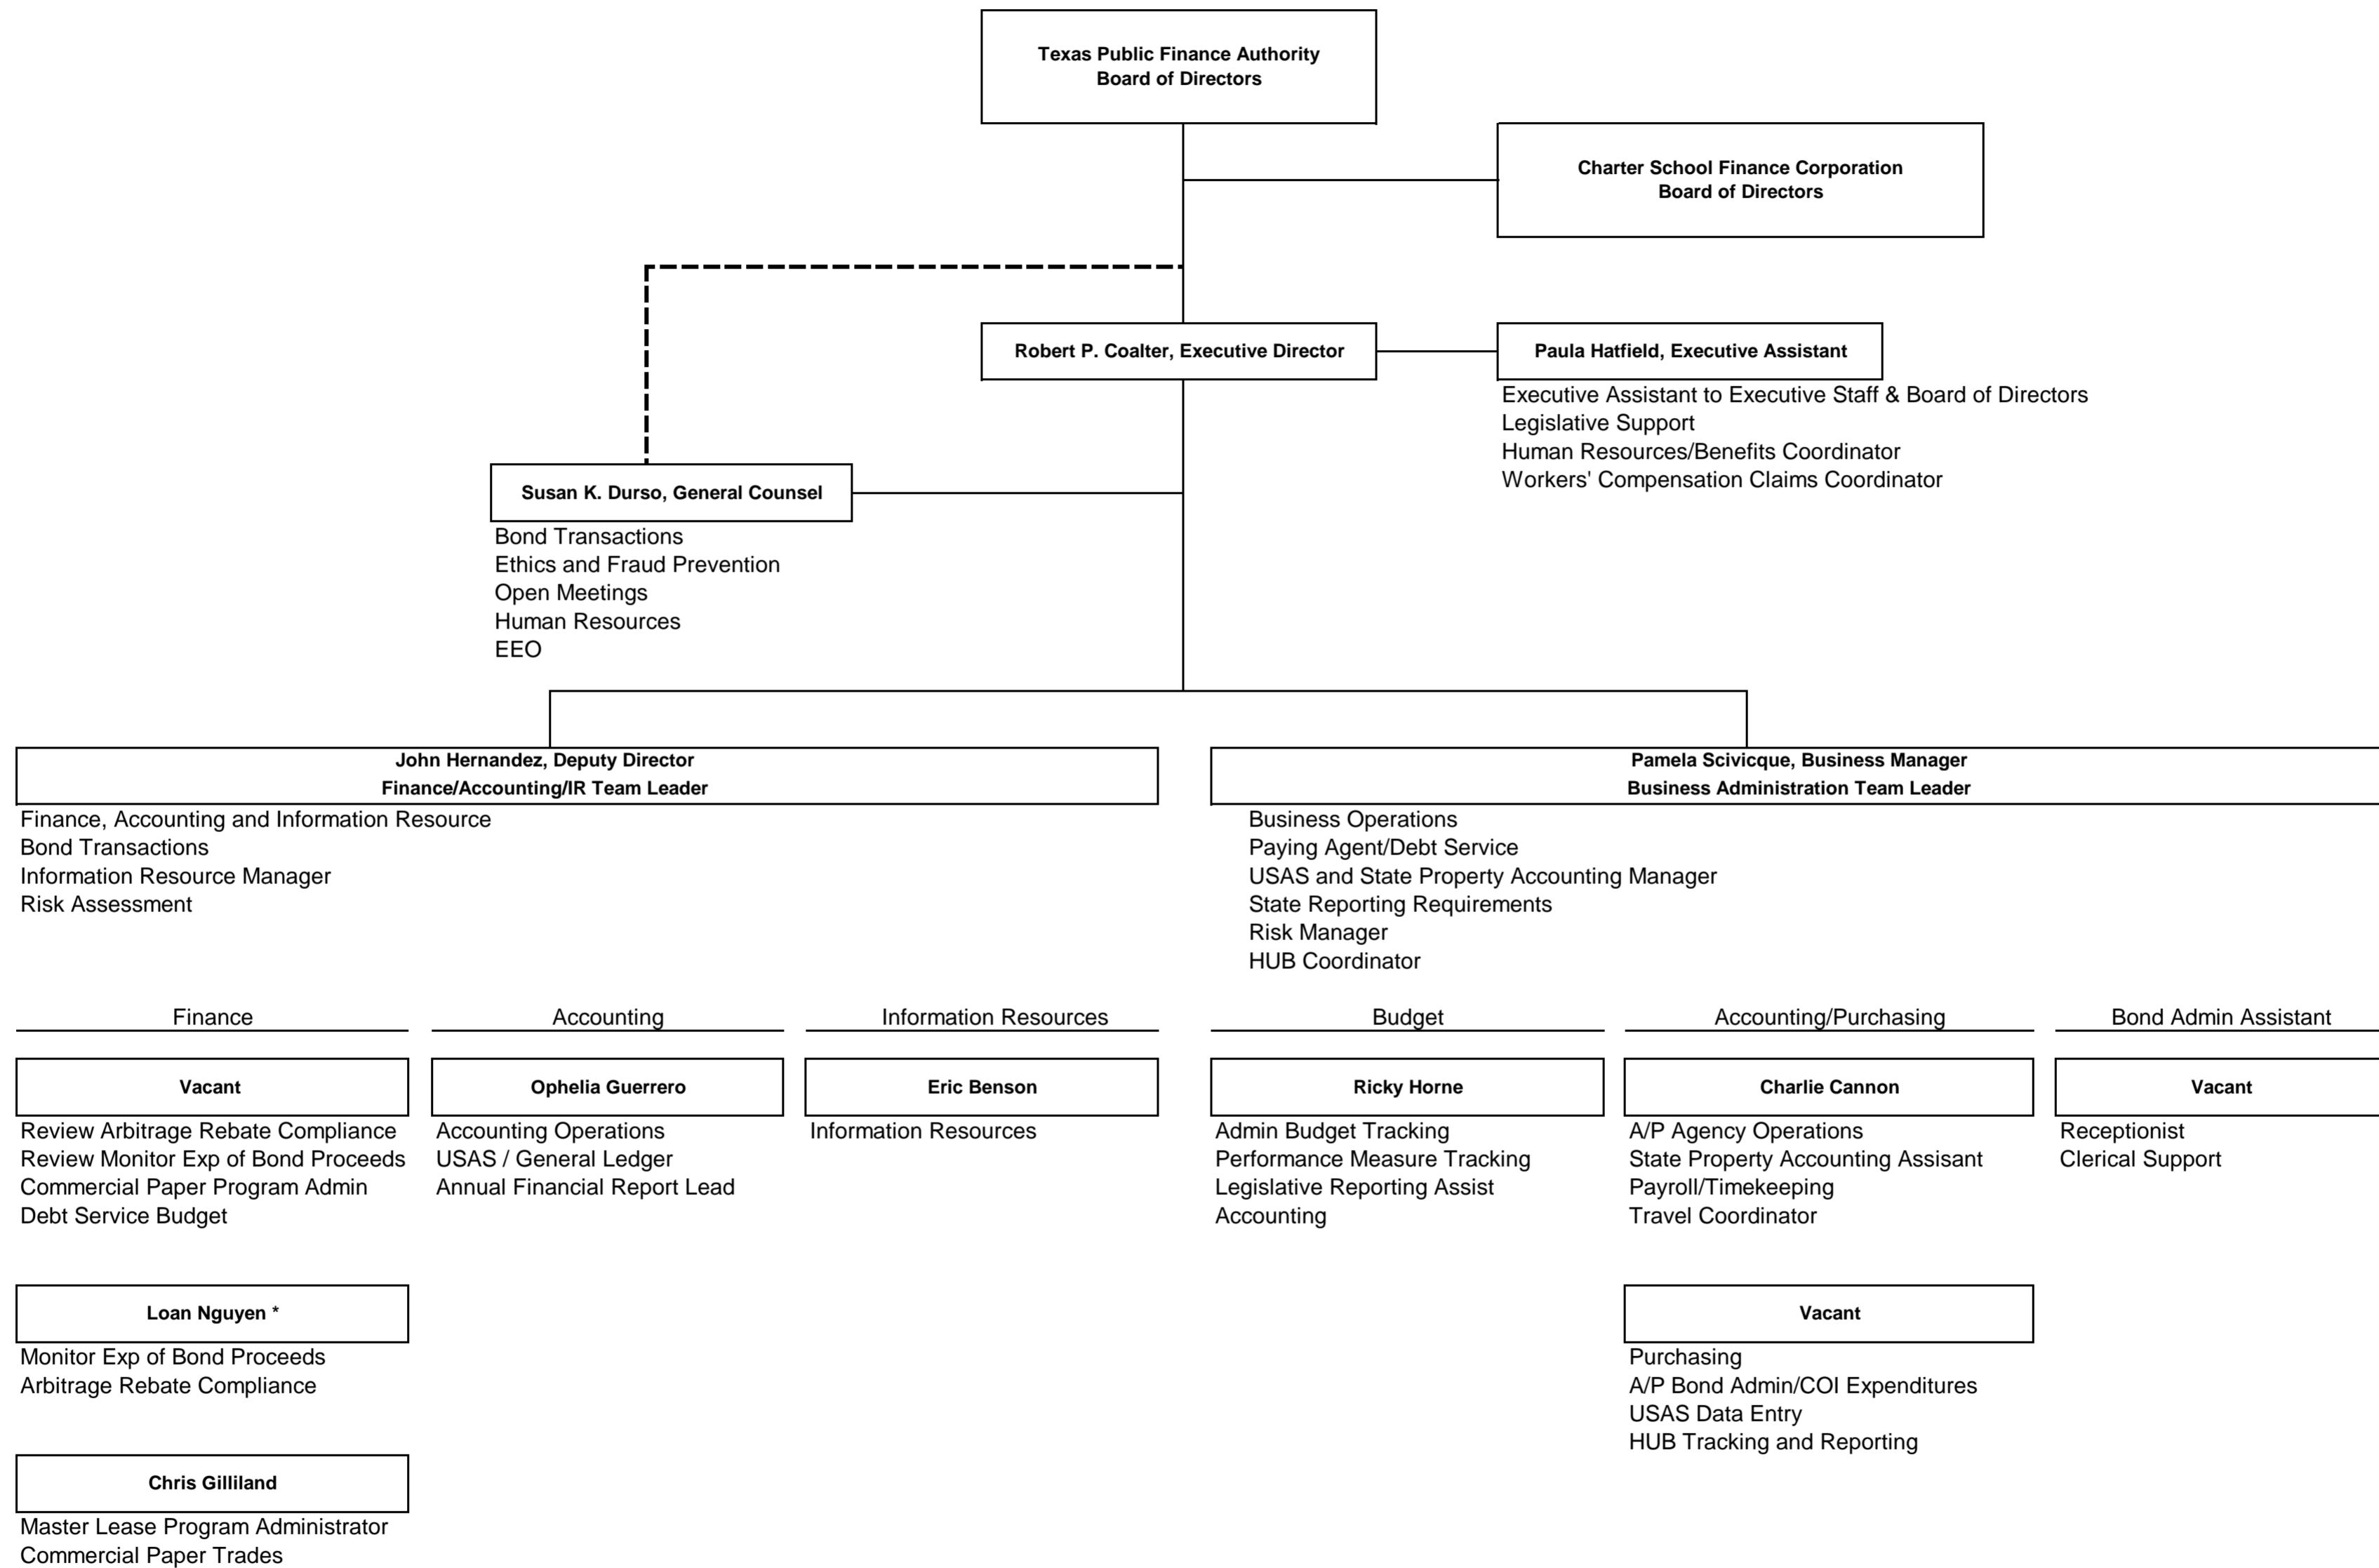 Texas Public Finance Authority
Board of Directors
Charter School Finance Corporation
Board of Directors
Robert P. Coalter, Executive Director
Paula Hatfield, Executive Assistant
Executive Assistant to Executive Staff & Board of Directors
Legislative Support
Human Resources/Benefits Coordinator
Workers' Compensation Claims Coordinator
Susan K. Durso, General Counsel
Bond Transactions
Ethics and Fraud Prevention
Open Meetings
Human Resources
EEO
John Hernandez, Deputy Director
Finance/Accounting/IR Team Leader
Finance, Accounting and Information Resource
Bond Transactions
Information Resource Manager
Risk Assessment
Pamela Scivicque, Business Manager
Business Administration Team Leader
Business Operations
Paying Agent/Debt Service
USAS and State Property Accounting Manager
State Reporting Requirements
Risk Manager
HUB Coordinator
Finance
Vacant
Review Arbitrage Rebate Compliance
Review Monitor Exp of Bond Proceeds
Commercial Paper Program Admin
Debt Service Budget
Loan Nguyen *
Monitor Exp of Bond Proceeds
Arbitrage Rebate Compliance
Chris Gilliland
Master Lease Program Administrator
Commercial Paper Trades
Accounting
Ophelia Guerrero
Accounting Operations
USAS / General Ledger
Annual Financial Report Lead
Information Resources
Eric Benson
Information Resources
Budget
Ricky Horne
Admin Budget Tracking
Performance Measure Tracking
Legislative Reporting Assist
Accounting
Accounting/Purchasing
Charlie Cannon
A/P Agency Operations
State Property Accounting Assisant
Payroll/Timekeeping
Travel Coordinator
Vacant
Purchasing
A/P Bond Admin/COI Expenditures
USAS Data Entry
HUB Tracking and Reporting
Bond Admin Assistant
Vacant
Receptionist
Clerical Support